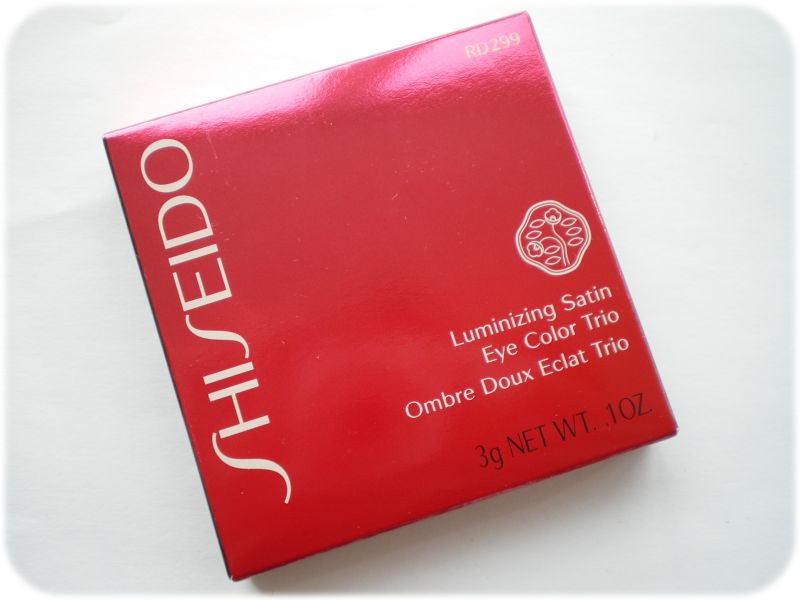 RD299
SHISEIDO
Luminizing Satin
Eye Color Trio
Ombre Doux Eclat Trio
3g NET WT. .1OZ.